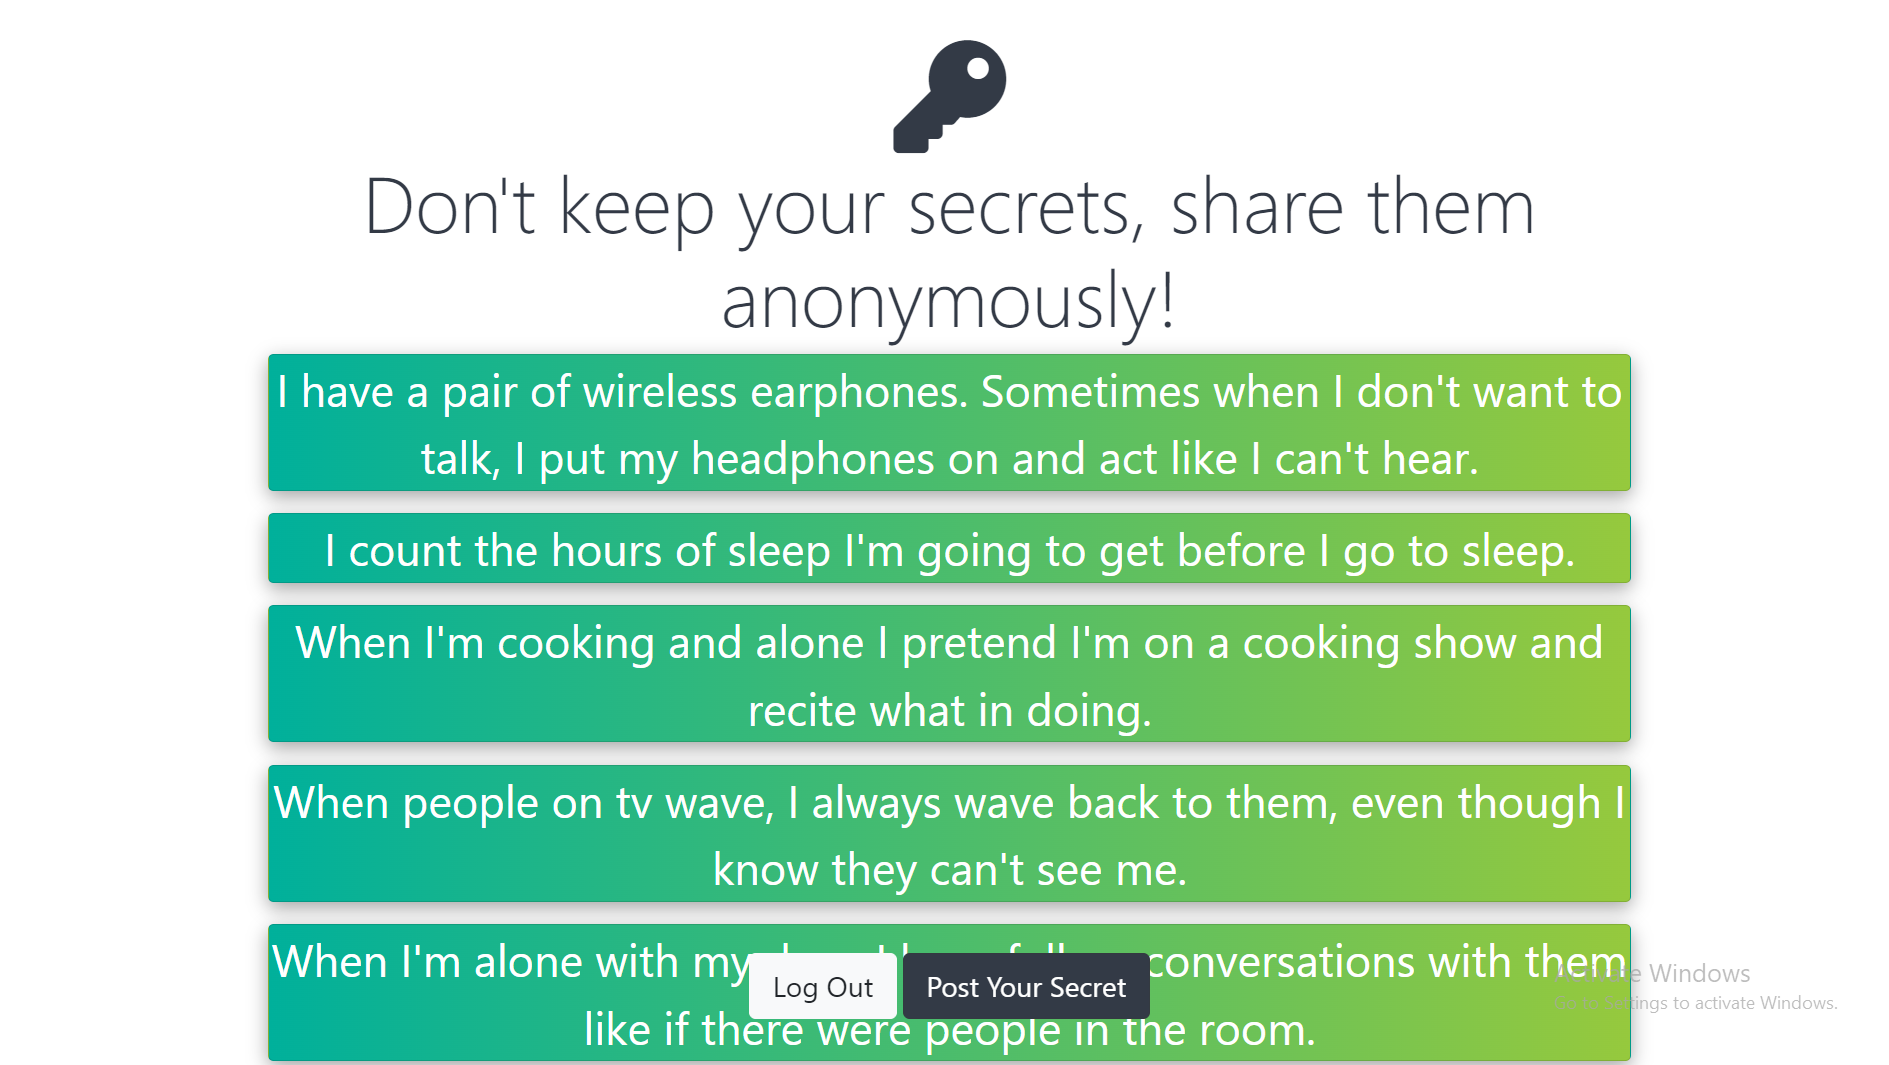 Don't keep your secrets, share them
anonymously!
I have a pair of wireless earphones. Sometimes when I don't want to
talk, I put my headphones on and act like I can't hear.
I count the hours of sleep I'm going to get before I go to sleep.
When I'm cooking and alone I pretend I'm on a cooking show and
recite what in doing.
When people on tv wave, I always wave back to them, even though I
know they can't see me.
When I'm alone with my conversations with them
like if there were people in the room.
Log Out
Post Your Secret
Activate Windows
Go to Settings to activate Windows.